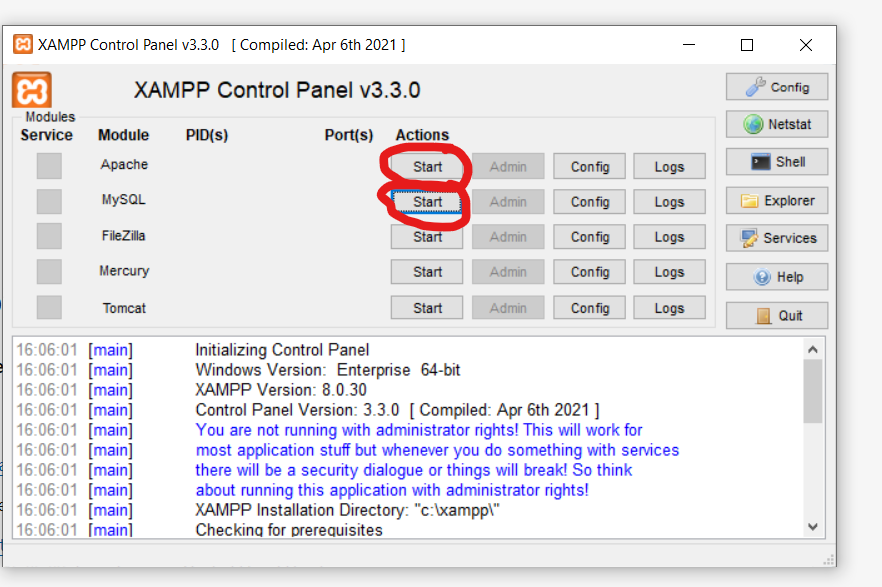 XAMPP Control Panel v3.3.0 [ Compiled: Apr 6th 2021 ]
XAMPP Control Panel v3.3.0
Config
Modules
Service Module PID(s) Port(s) Actions
Netstat
Apache Start Admin Config Logs
Shell
MySQL Start Admin Config Logs
Explorer
FileZilla Start Admin Config Logs
Services
Mercury Start Admin Config Logs
Help
Tomcat Start Admin Config Logs
Quit
16:06:01 [main] Initializing Control Panel
16:06:01 [main] Windows Version: Enterprise 64-bit
16:06:01 [main] XAMPP Version: 8.0.30
16:06:01 [main] Control Panel Version: 3.3.0 [ Compiled: Apr 6th 2021 ]
16:06:01 [main] You are not running with administrator rights! This will work for
16:06:01 [main] most application stuff but whenever you do something with services
16:06:01 [main] there will be a security dialogue or things will break! So think
16:06:01 [main] about running this application with administrator rights!
16:06:01 [main] XAMPP Installation Directory: "c:\xampp\"
16:06:01 [main] Checking for prerequisites